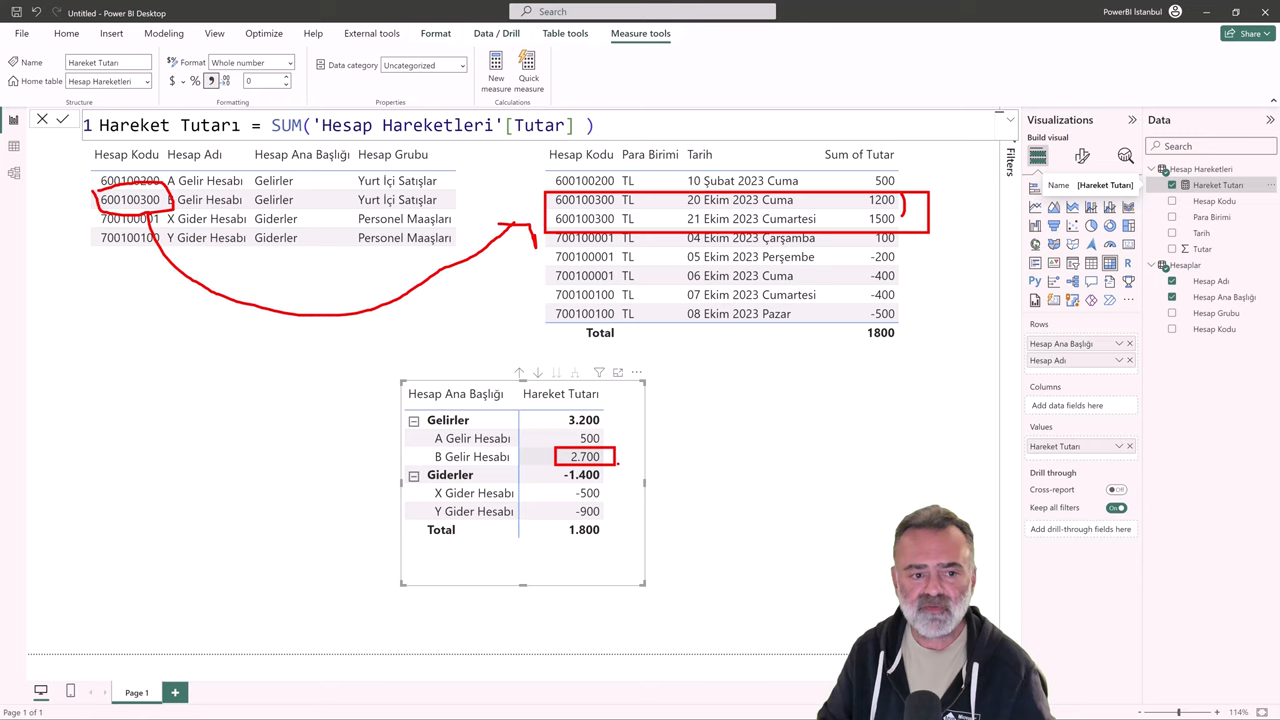 Untitled - Power BI Desktop
Search
PowerBI Istanbul
File Home Insert Modeling View Optimize Help External tools Format Data / Drill Table tools Measure tools
Share
Name Hareket Tutarı
Home table Hesap Hareketleri
Structure
Format Whole number
$ % 0
Formatting
Data category Uncategorized
Properties
New measure
Quick measure
Calculations
1 Hareket Tutarı = SUM('Hesap Hareketleri'[Tutar] )
Hesap Kodu Hesap Adı Hesap Ana Başlığı Hesap Grubu
600100200 A Gelir Hesabı Gelirler Yurt İçi Satışlar
600100300 B Gelir Hesabı Gelirler Yurt İçi Satışlar
700100001 X Gider Hesabı Giderler Personel Maaşları
700100100 Y Gider Hesabı Giderler Personel Maaşları
Hesap Kodu Para Birimi Tarih Sum of Tutar
600100200 TL 10 Şubat 2023 Cuma 500
600100300 TL 20 Ekim 2023 Cuma 1200
600100300 TL 21 Ekim 2023 Cumartesi 1500
700100001 TL 04 Ekim 2023 Çarşamba 100
700100001 TL 05 Ekim 2023 Perşembe -200
700100001 TL 06 Ekim 2023 Cuma -400
700100100 TL 07 Ekim 2023 Cumartesi -400
700100100 TL 08 Ekim 2023 Pazar -500
Total 1800
Hesap Ana Başlığı Hareket Tutarı
Gelirler 3.200
A Gelir Hesabı 500
B Gelir Hesabı 2.700
Giderler -1.400
X Gider Hesabı -500
Y Gider Hesabı -900
Total 1.800
Filters
Visualizations
Build visual
Name [Hareket Tutarı]
R
Py
Rows
Hesap Ana Başlığı
Hesap Adı
Columns
Add data fields here
Values
Hareket Tutarı
Drill through
Cross-report Off
Keep all filters On
Add drill-through fields here
Data
Search
Hesap Hareketleri
Hareket Tutarı
Hesap Kodu
Para Birimi
Tarih
Tutar
Hesaplar
Hesap Adı
Hesap Ana Başlığı
Hesap Grubu
Hesap Kodu
Page 1
Page 1 of 1
114%